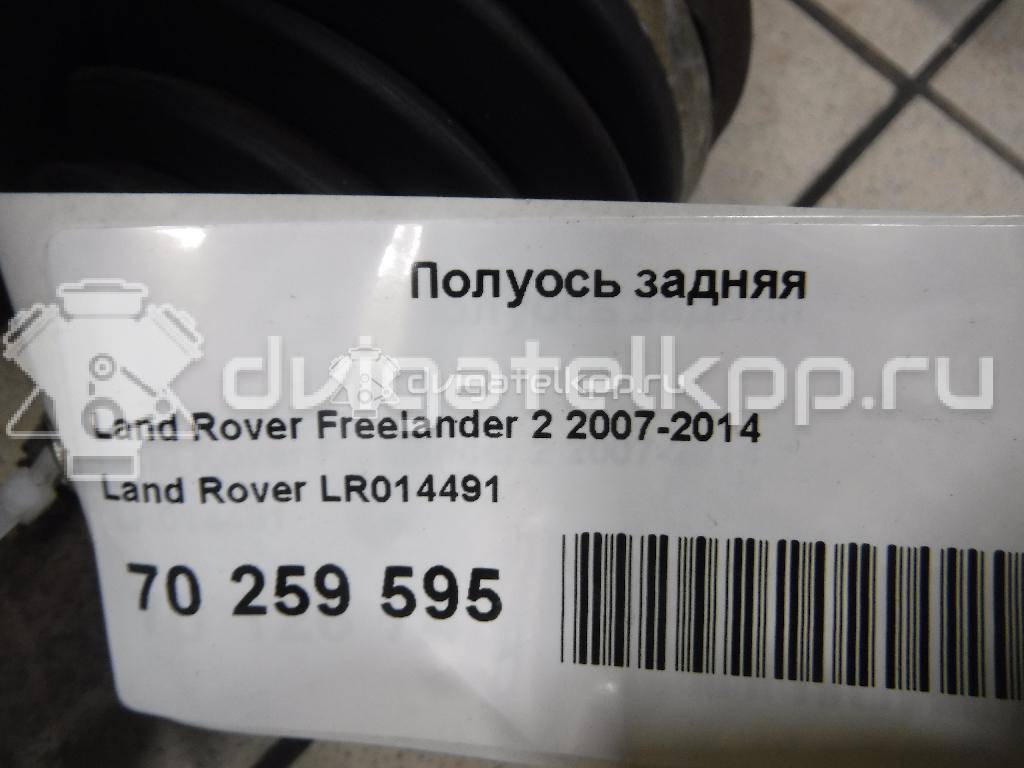 Полуось задняя
dvigatelkpp.ru
dvigatelkpp.ru
Land Rover Freelander 2 2007-2014
Land Rover LR014491
70 259 595